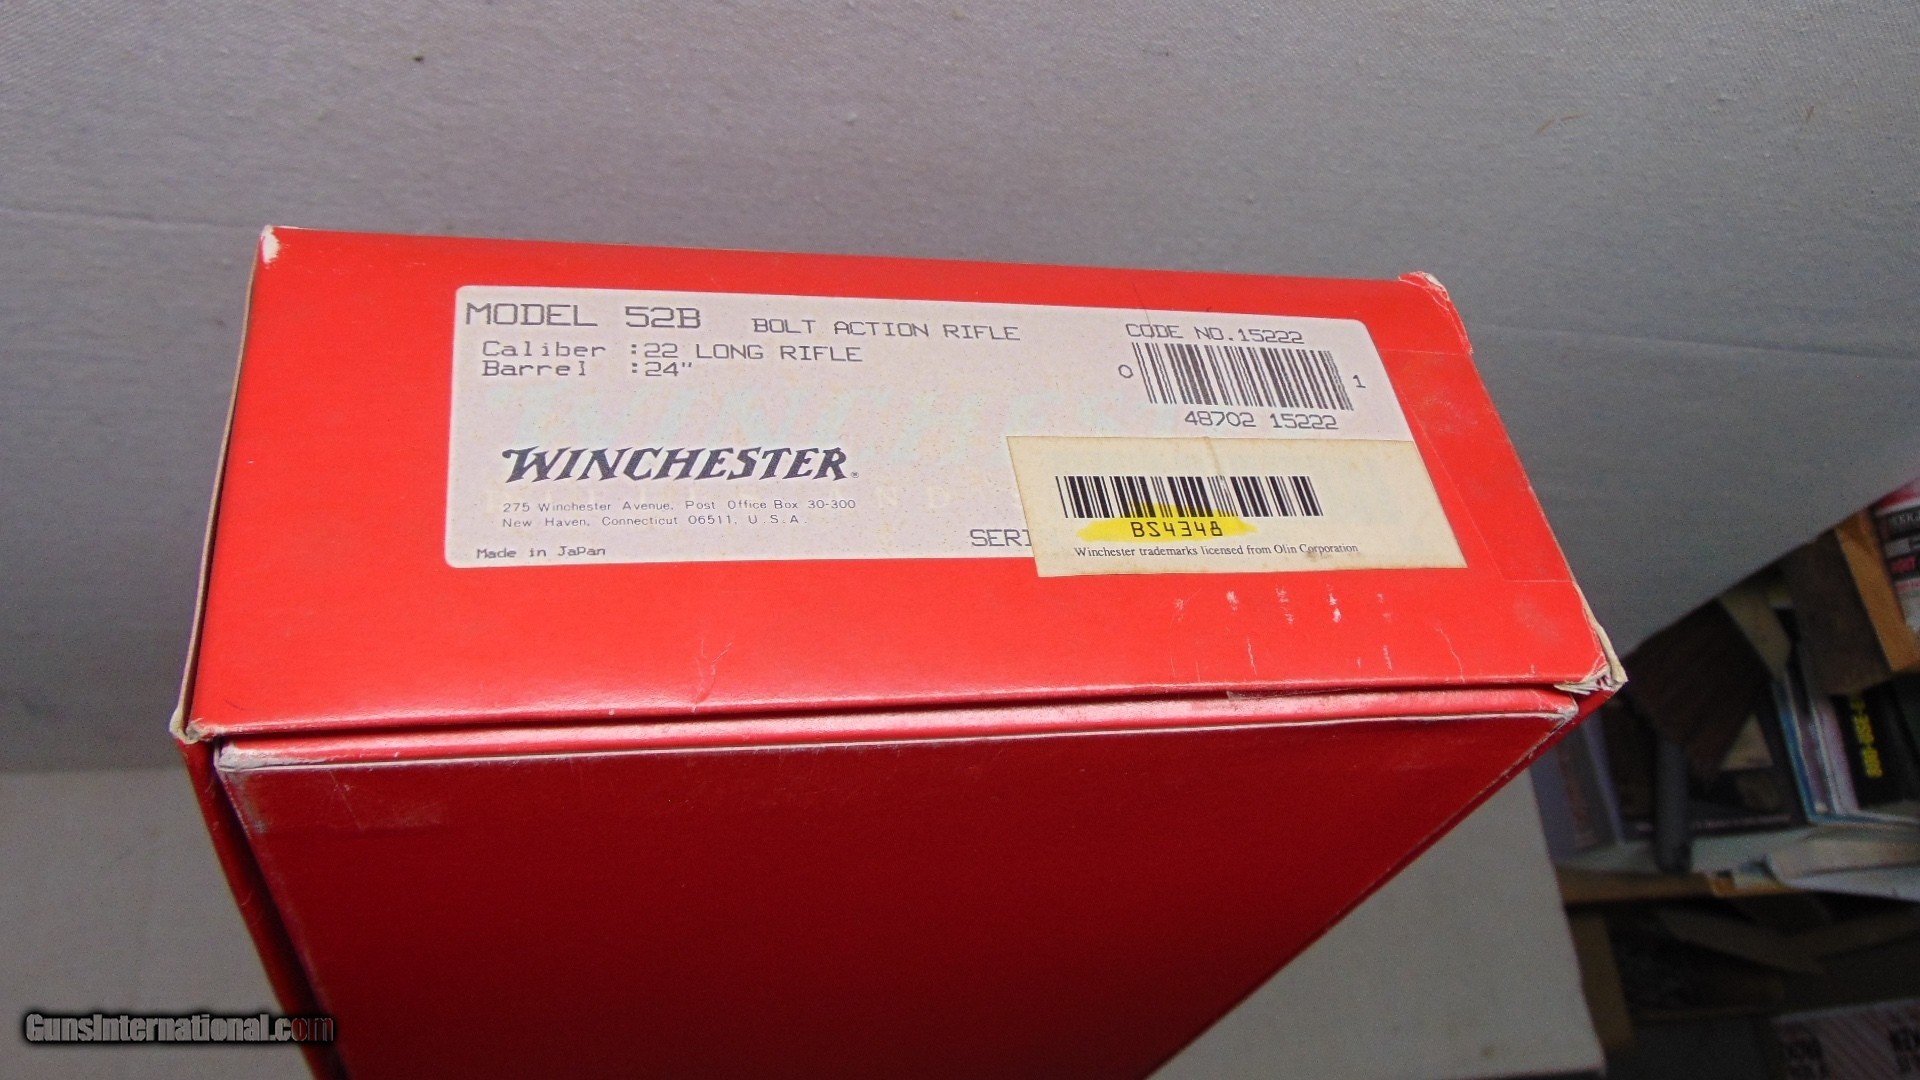 MODEL 52B BOLT ACTION RIFLE
Caliber :22 LONG RIFLE
Barrel :24"
CODE NO.15222
0 1
48702 15222
WINCHESTER®
275 Winchester Avenue, Post Office Box 30-300
New Haven, Connecticut 06511, U.S.A.
Made in JaPan
SERI
BS4348
Winchester trademarks licensed from Olin Corporation
GunsInternational.com